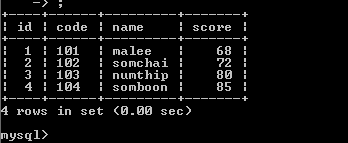 -> ;
+------+------+---------+-------+
| id | code | name | score |
+------+------+---------+-------+
| 1 | 101 | malee | 68 |
| 2 | 102 | somchai | 72 |
| 3 | 103 | numthip | 80 |
| 4 | 104 | somboon | 85 |
+------+------+---------+-------+
4 rows in set (0.00 sec)
mysql>